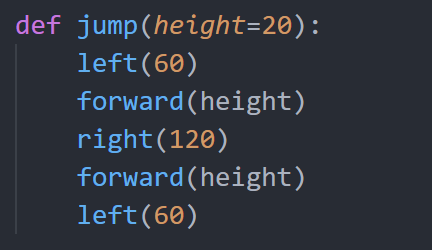 def jump(height=20):
    left(60)
    forward(height)
    right(120)
    forward(height)
    left(60)